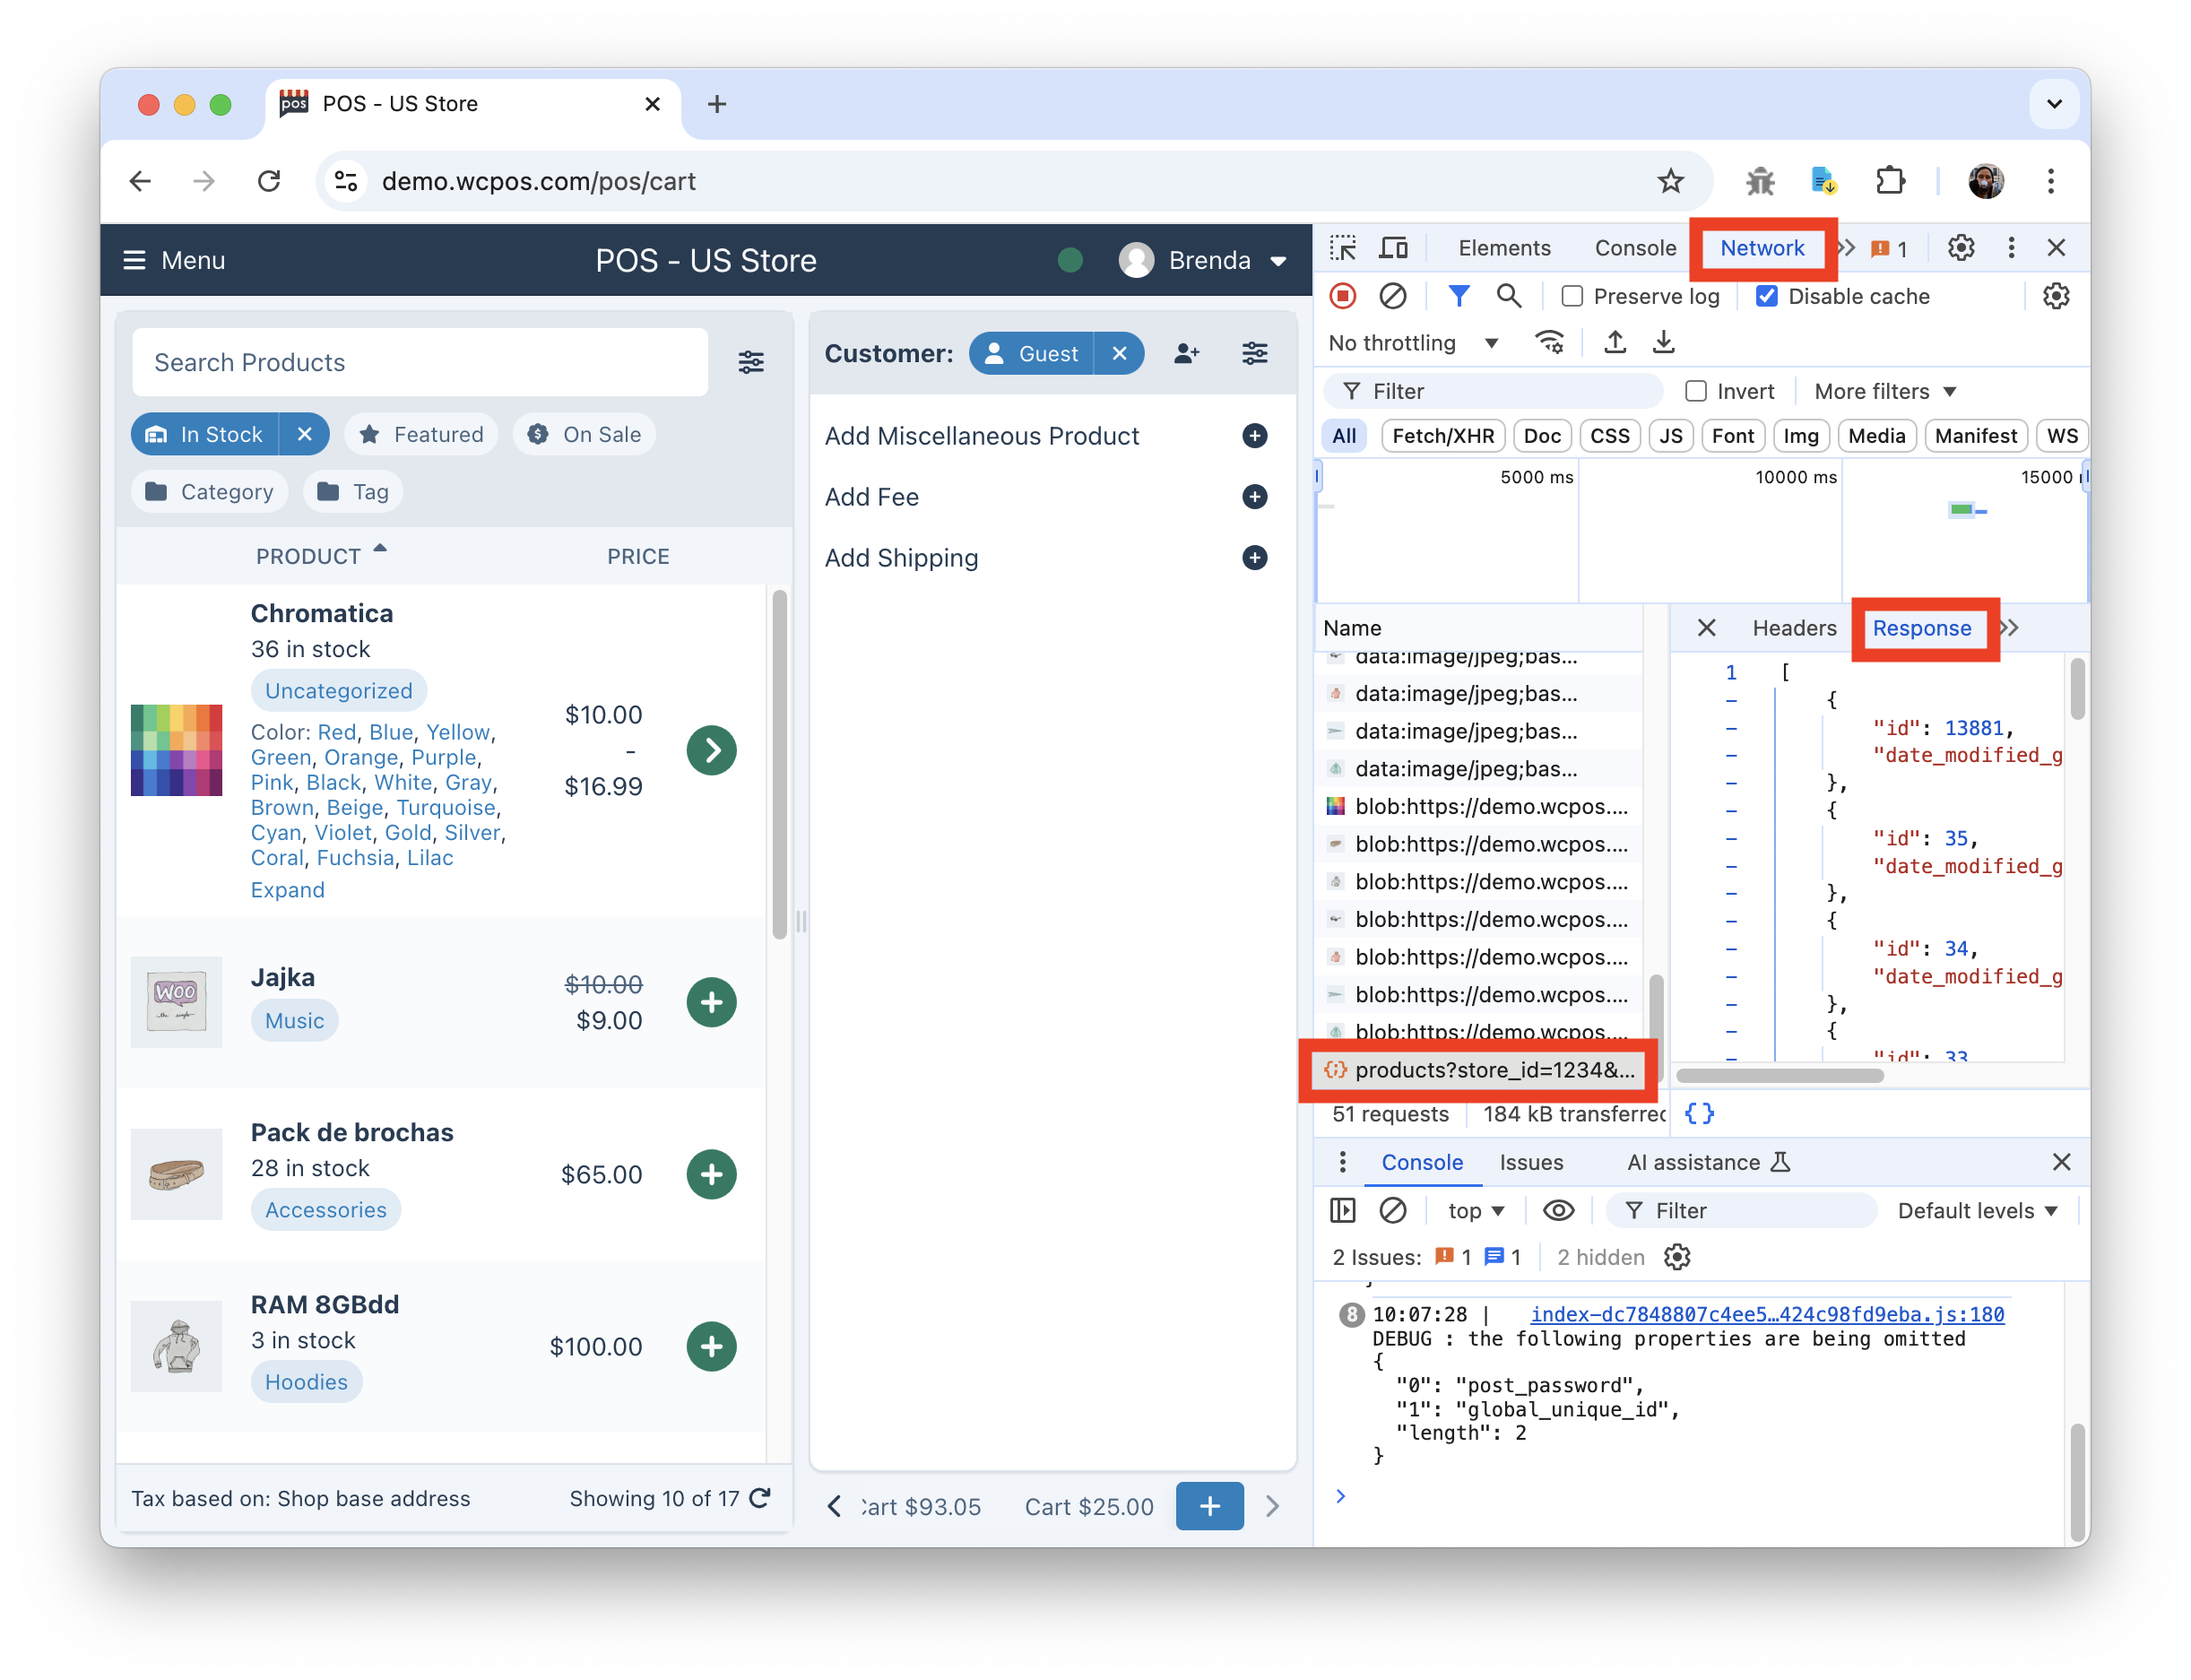 POS - US Store
demo.wcpos.com/pos/cart
Menu
POS - US Store
Brenda
Search Products
In Stock
Featured
On Sale
Category
Tag
PRODUCT
PRICE
Chromatica
36 in stock
Uncategorized
Color: Red, Blue, Yellow,
Green, Orange, Purple,
Pink, Black, White, Gray,
Brown, Beige, Turquoise,
Cyan, Violet, Gold, Silver,
Coral, Fuchsia, Lilac
Expand
$10.00
-
$16.99
Jajka
Music
$10.00
$9.00
Pack de brochas
28 in stock
Accessories
$65.00
RAM 8GBdd
3 in stock
Hoodies
$100.00
Tax based on: Shop base address
Showing 10 of 17
Customer:
Guest
Add Miscellaneous Product
Add Fee
Add Shipping
Cart $93.05
Cart $25.00
Elements
Console
Network
1
Preserve log
Disable cache
No throttling
Filter
Invert
More filters
All
Fetch/XHR
Doc
CSS
JS
Font
Img
Media
Manifest
WS
5000 ms
10000 ms
15000
Name
data:image/jpeg;bas...
data:image/jpeg;bas...
data:image/jpeg;bas...
data:image/jpeg;bas...
blob:https://demo.wcpos....
blob:https://demo.wcpos....
blob:https://demo.wcpos....
blob:https://demo.wcpos....
blob:https://demo.wcpos....
blob:https://demo.wcpos....
blob:https://demo.wcpos....
products?store_id=1234&...
51 requests
184 kB transferred
Headers
Response
1 [
{
"id": 13881,
"date_modified_g
},
{
"id": 35,
"date_modified_g
},
{
"id": 34,
"date_modified_g
},
{
"id": 33
Console
Issues
AI assistance
top
Filter
Default levels
2 Issues:
1
1
2 hidden
}
8
10:07:28 | index-dc7848807c4ee5…424c98fd9eba.js:180
DEBUG : the following properties are being omitted
{
"0": "post_password",
"1": "global_unique_id",
"length": 2
}